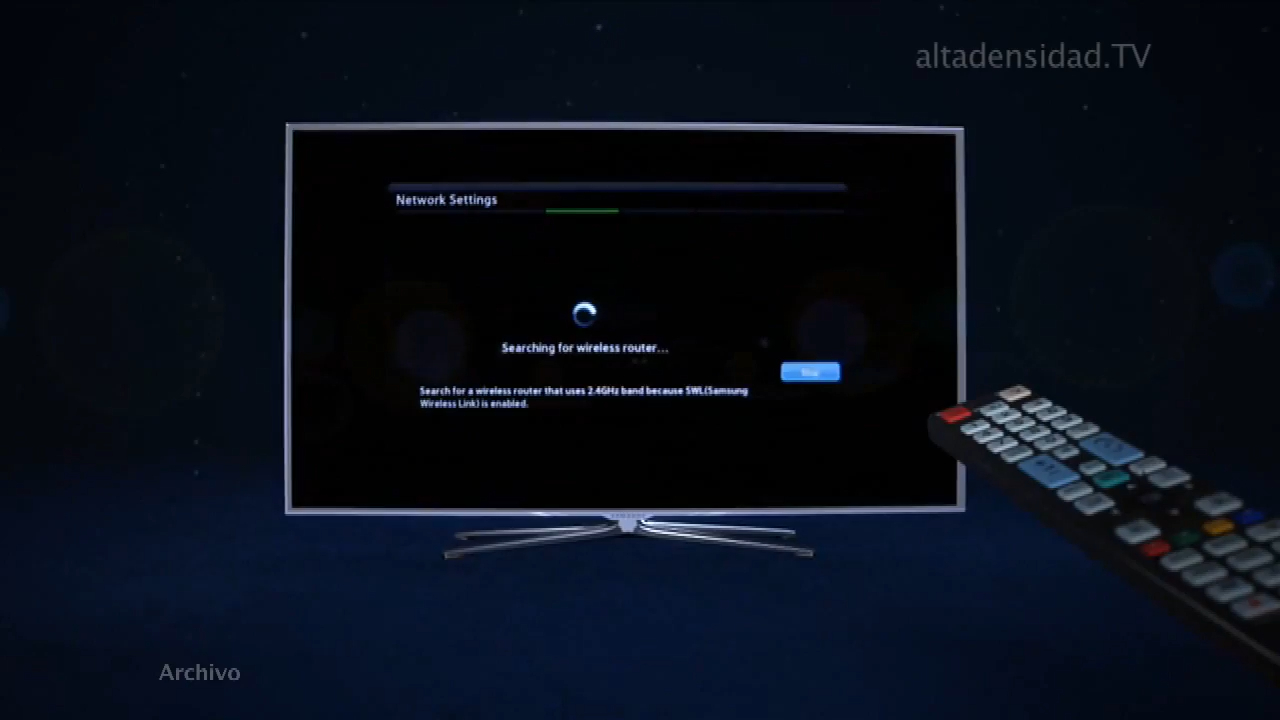 altadensidad.TV
Network Settings
Searching for wireless router...
Search for a wireless router that uses 2.4GHz band because SWL(Samsung
Wireless Link) is enabled.
Archivo